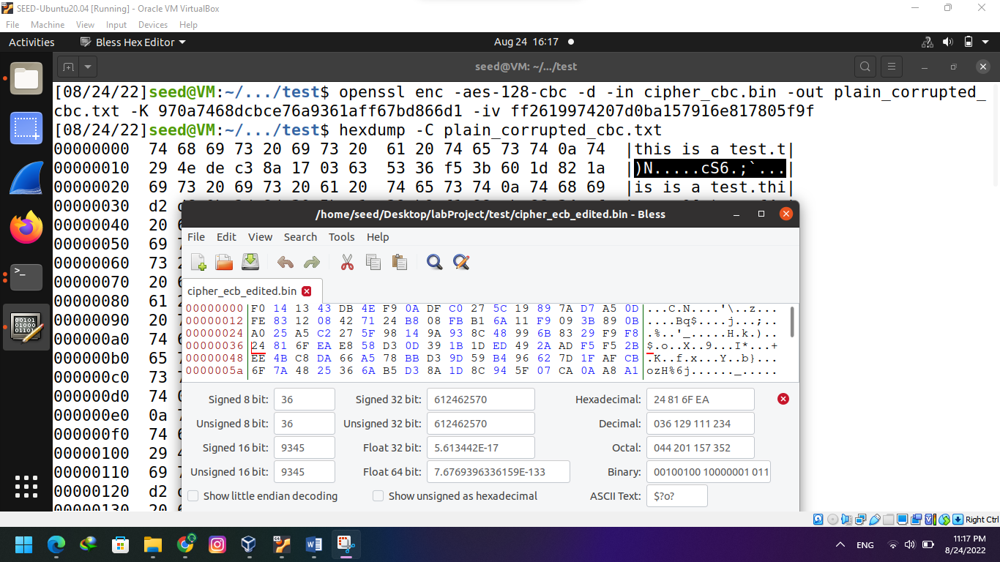 SEED-Ubuntu20.04 [Running] - Oracle VM VirtualBox
File Machine View Input Devices Help
Activities Bless Hex Editor Aug 24 16:17
seed@VM: ~/.../test
[08/24/22]seed@VM:~/.../test$ openssl enc -aes-128-cbc -d -in cipher_cbc.bin -out plain_corrupted_
cbc.txt -K 970a7468dcbce76a9361aff67bd866d1 -iv ff2619974207d0ba157916e817805f9f
[08/24/22]seed@VM:~/.../test$ hexdump -C plain_corrupted_cbc.txt
00000000 74 68 69 73 20 69 73 20 61 20 74 65 73 74 0a 74 |this is a test.t|
00000010 29 4e de c3 8a 17 03 63 53 36 f5 3b 60 1d 82 1a |)N.....cS6.;`...|
00000020 69 73 20 69 73 20 61 20 74 65 73 74 0a 74 68 69 |is is a test.thi|
00000030 d2
00000040 20
00000050 69
00000060 73
00000070 20
00000080 61
00000090 20
000000a0 74
000000b0 65
000000c0 73
000000d0 74
000000e0 0a
000000f0 74
00000100 29
00000110 69
00000120 d2
00000130 20
/home/seed/Desktop/labProject/test/cipher_ecb_edited.bin - Bless
File Edit View Search Tools Help
cipher_ecb_edited.bin
00000000 F0 14 13 43 DB 4E F9 0A DF C0 27 5C 19 89 7A D7 A5 0D ...C.N....'\..z...
00000012 FE 83 12 08 42 71 24 B8 08 FB B1 6A 11 F9 09 3B 89 0B ....Bq$....j...;..
00000024 A0 25 A5 C2 27 5F 98 14 9A 93 8C 48 99 6B 83 29 F9 F8 .%..'_.....H.k.)..
00000036 24 81 6F EA E8 58 D3 0D 39 1B 1D ED 49 2A AD F5 F5 2B $.o..X..9...I*...+
00000048 EE 4B C8 DA 66 A5 78 BB D3 9D 59 B4 96 62 7D 1F AF CB .K..f.x...Y..b}...
0000005a 6F 7A 48 25 36 6A B5 D3 8A 1D 8C 94 5F 07 CA 0A A8 A1 ozH%6j......_.....
Signed 8 bit: 36 Signed 32 bit: 612462570 Hexadecimal: 24 81 6F EA
Unsigned 8 bit: 36 Unsigned 32 bit: 612462570 Decimal: 036 129 111 234
Signed 16 bit: 9345 Float 32 bit: 5.613442E-17 Octal: 044 201 157 352
Unsigned 16 bit: 9345 Float 64 bit: 7.6769396336159E-133 Binary: 00100100 10000001 011
Show little endian decoding Show unsigned as hexadecimal ASCII Text: $?o?
Right Ctrl
ENG
11:17 PM
8/24/2022